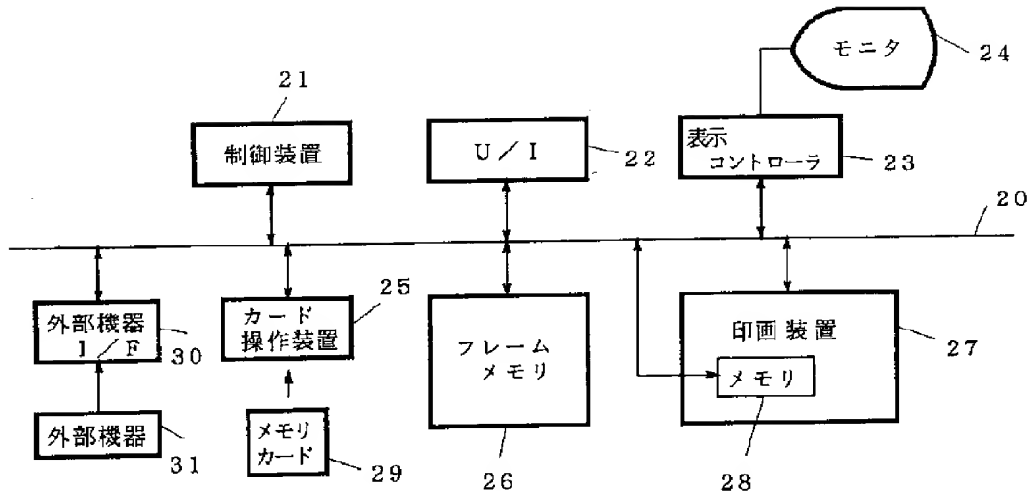 モニタ
24
21
制御装置
U/I
22
表示
コントローラ
23
20
外部機器
I/F
30
カード
操作装置
25
フレーム
メモリ
26
印画装置
メモリ
27
28
外部機器
31
メモリ
カード
29